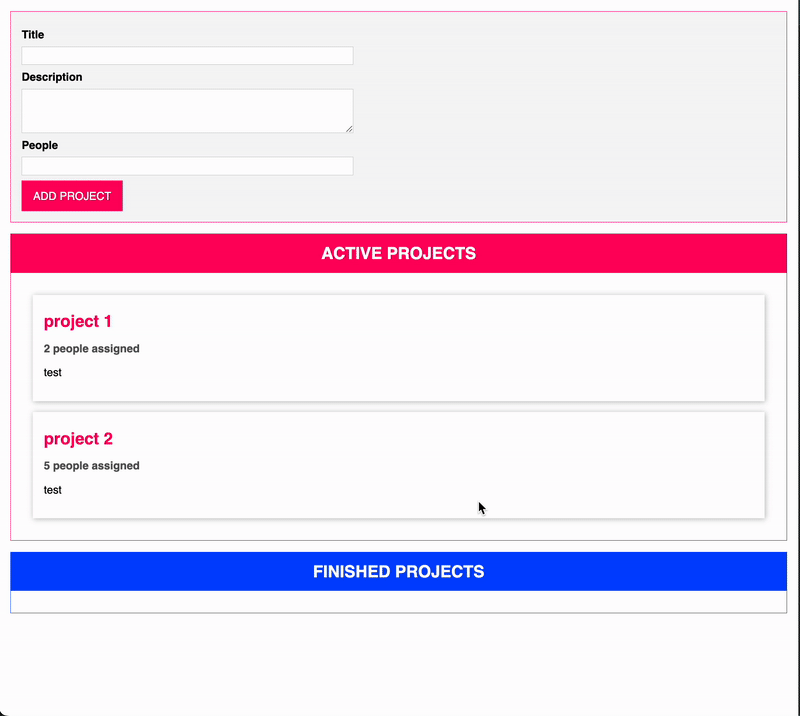 Title
Description
People
ADD PROJECT
ACTIVE PROJECTS
project 1
2 people assigned
test
project 2
5 people assigned
test
FINISHED PROJECTS